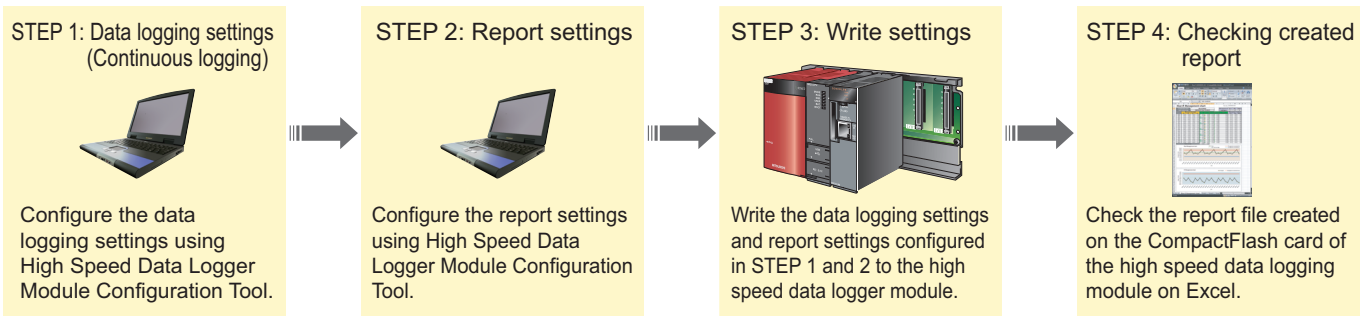 STEP 1: Data logging settings
(Continuous logging)
Configure the data
logging settings using
High Speed Data Logger
Module Configuration Tool.
STEP 2: Report settings
Configure the report settings
using High Speed Data
Logger Module Configuration
Tool.
STEP 3: Write settings
Write the data logging settings
and report settings configured
in STEP 1 and 2 to the high
speed data logger module.
STEP 4: Checking created
report
Check the report file created
on the CompactFlash card of
the high speed data logging
module on Excel.